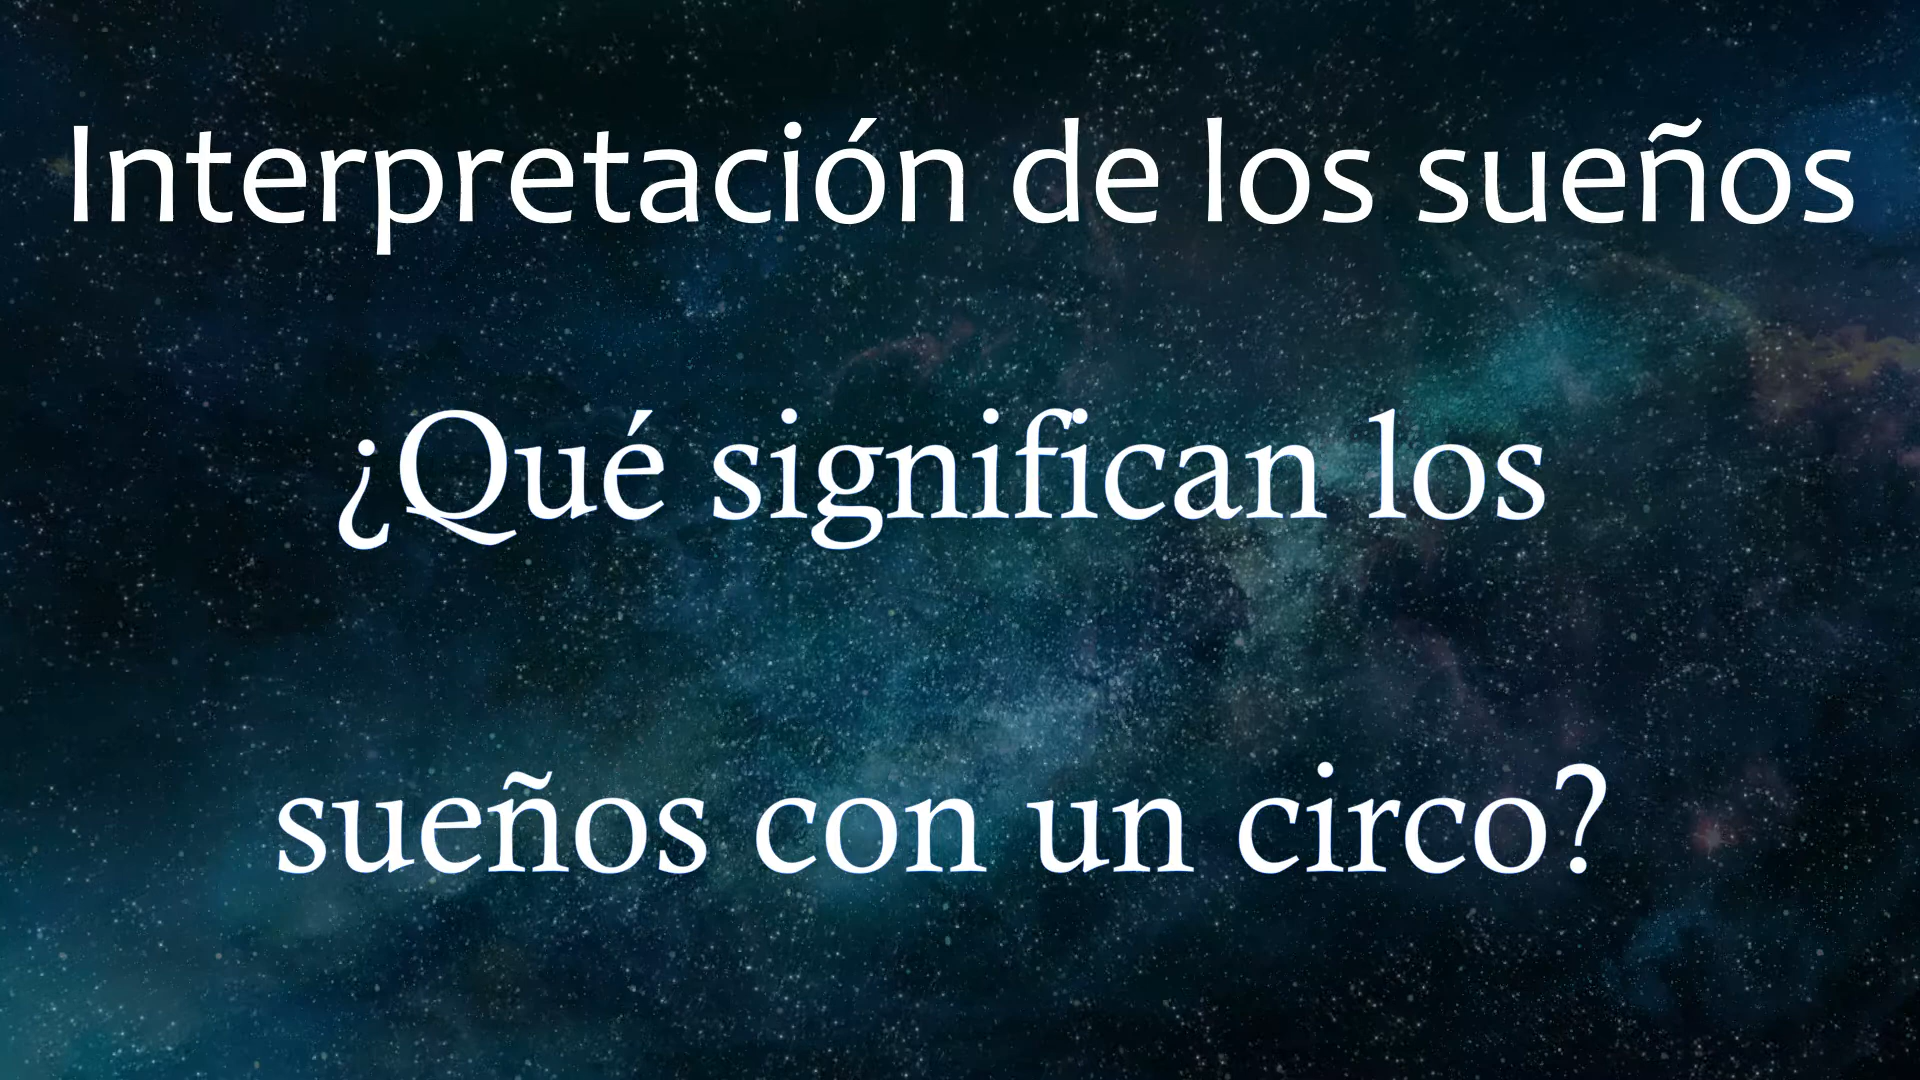 Interpretación de los sueños
¿Qué significan los
sueños con un circo?